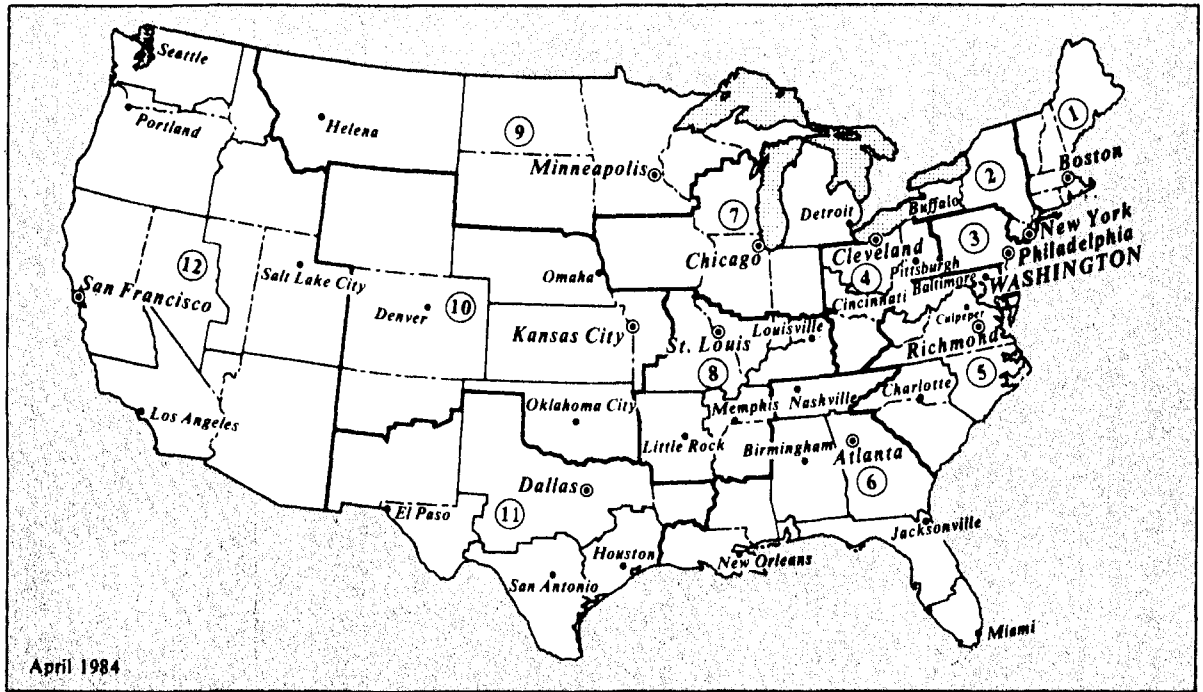 Seattle
Portland
Helena
9
Minneapolis
1
Boston
2
Buffalo
7
Detroit
Chicago
Cleveland
3
New York
Philadelphia
4
Pittsburgh
WASHINGTON
Cincinnati
Baltimore
12
San Francisco
Salt Lake City
Omaha
Denver
10
Kansas City
St. Louis
Louisville
Culpeper
Richmond
8
5
Charlotte
Los Angeles
Oklahoma City
Memphis
Nashville
Little Rock
Birmingham
Atlanta
6
Dallas
11
El Paso
Houston
San Antonio
New Orleans
Jacksonville
Miami
April 1984